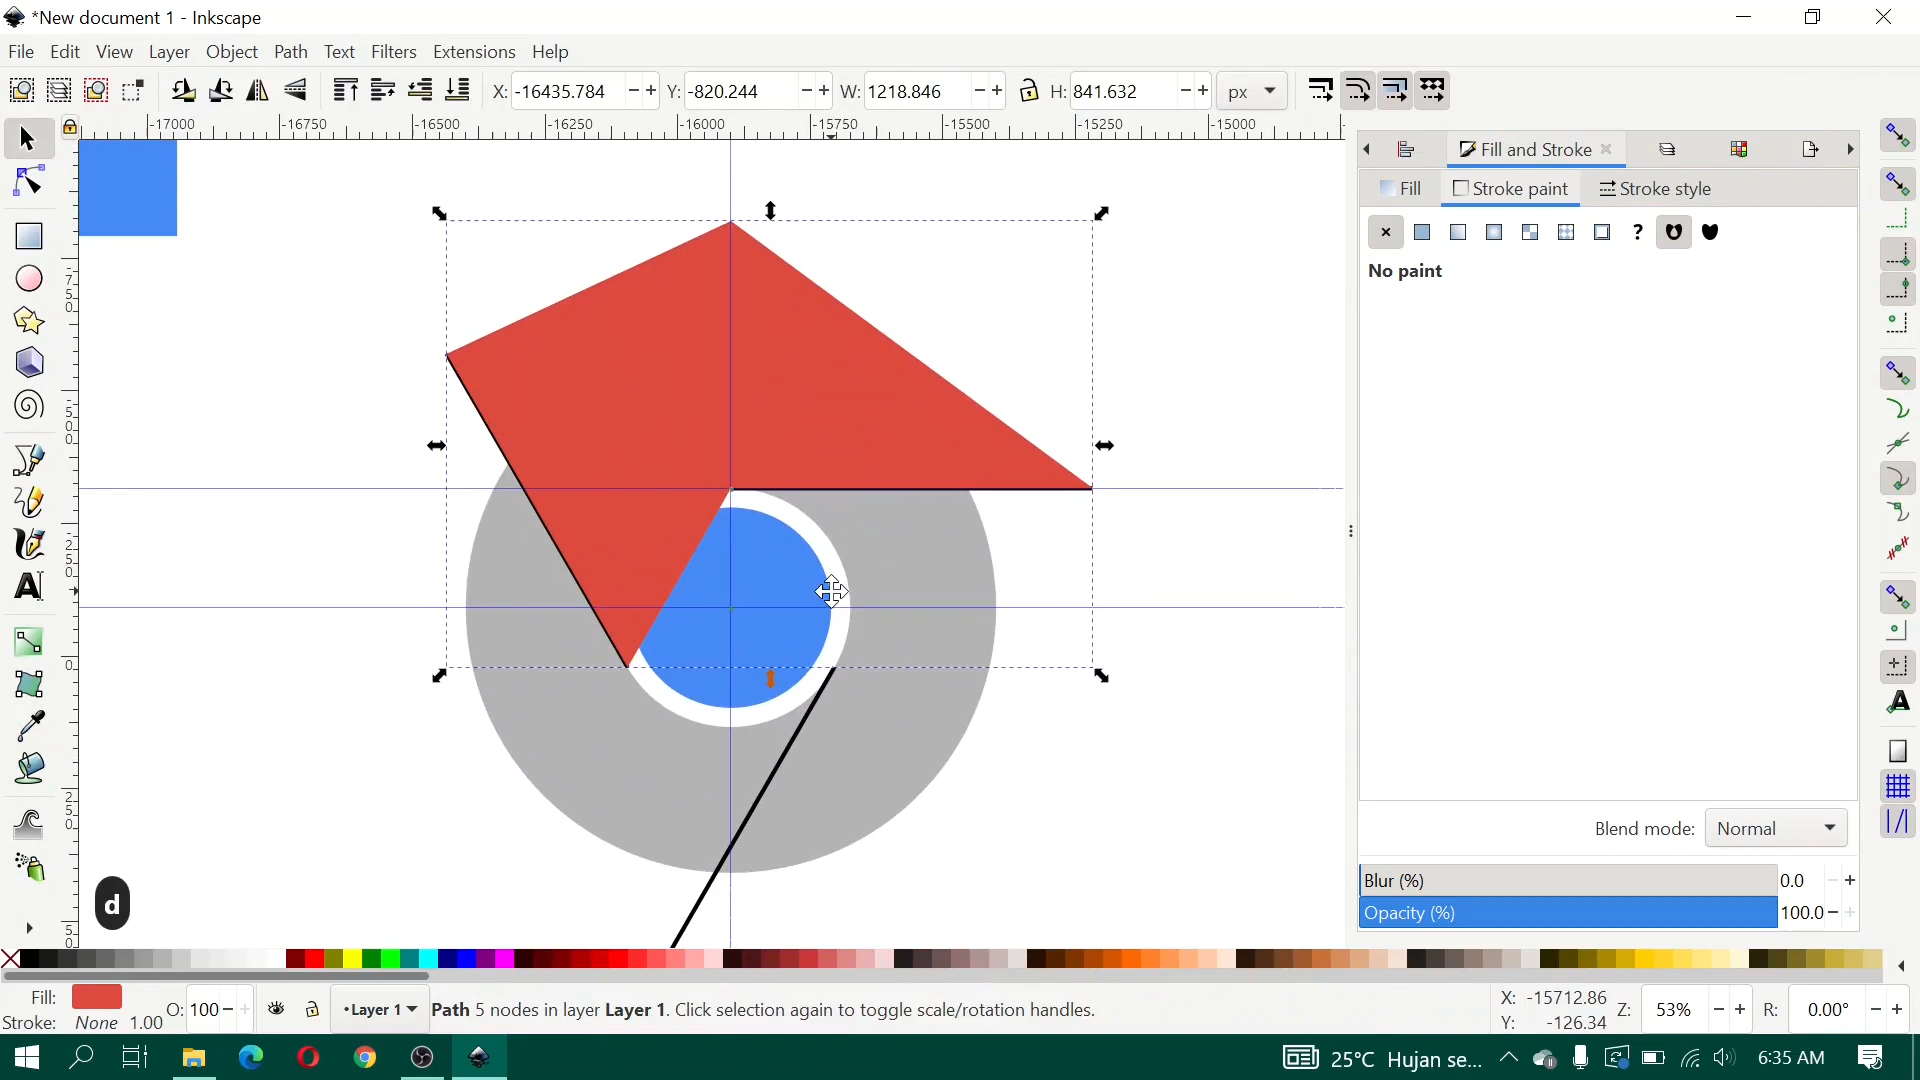 *New document 1 - Inkscape
File Edit View Layer Object Path Text Filters Extensions Help
X: -16435.784 Y: -820.244 W: 1218.846 H: 841.632 px
-17000 -16750 -16500 -16250 -16000 -15750 -15500 -15250 -15000
Fill and Stroke
Fill Stroke paint Stroke style
No paint
Blend mode: Normal
Blur (%) 0.0
Opacity (%) 100.0
d
Fill: O: 100 Layer 1 Path 5 nodes in layer Layer 1. Click selection again to toggle scale/rotation handles. X: -15712.86 Z: 53% R: 0.00°
Stroke: None 1.00 Y: -126.34
25°C Hujan se... 6:35 AM